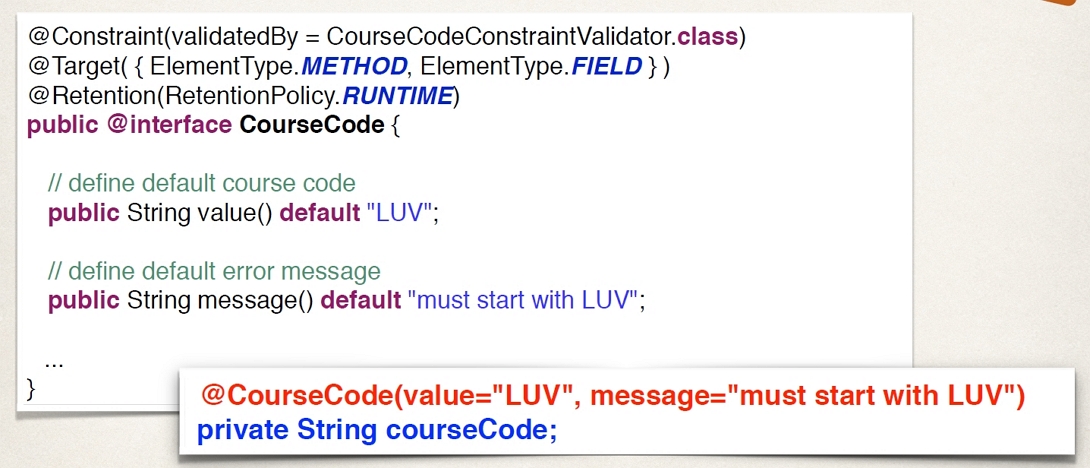 @Constraint(validatedBy = CourseCodeConstraintValidator.class)
@Target( { ElementType.METHOD, ElementType.FIELD } )
@Retention(RetentionPolicy.RUNTIME)
public @interface CourseCode {
// define default course code
public String value() default "LUV";
// define default error message
public String message() default "must start with LUV";
...
}
@CourseCode(value="LUV", message="must start with LUV")
private String courseCode;